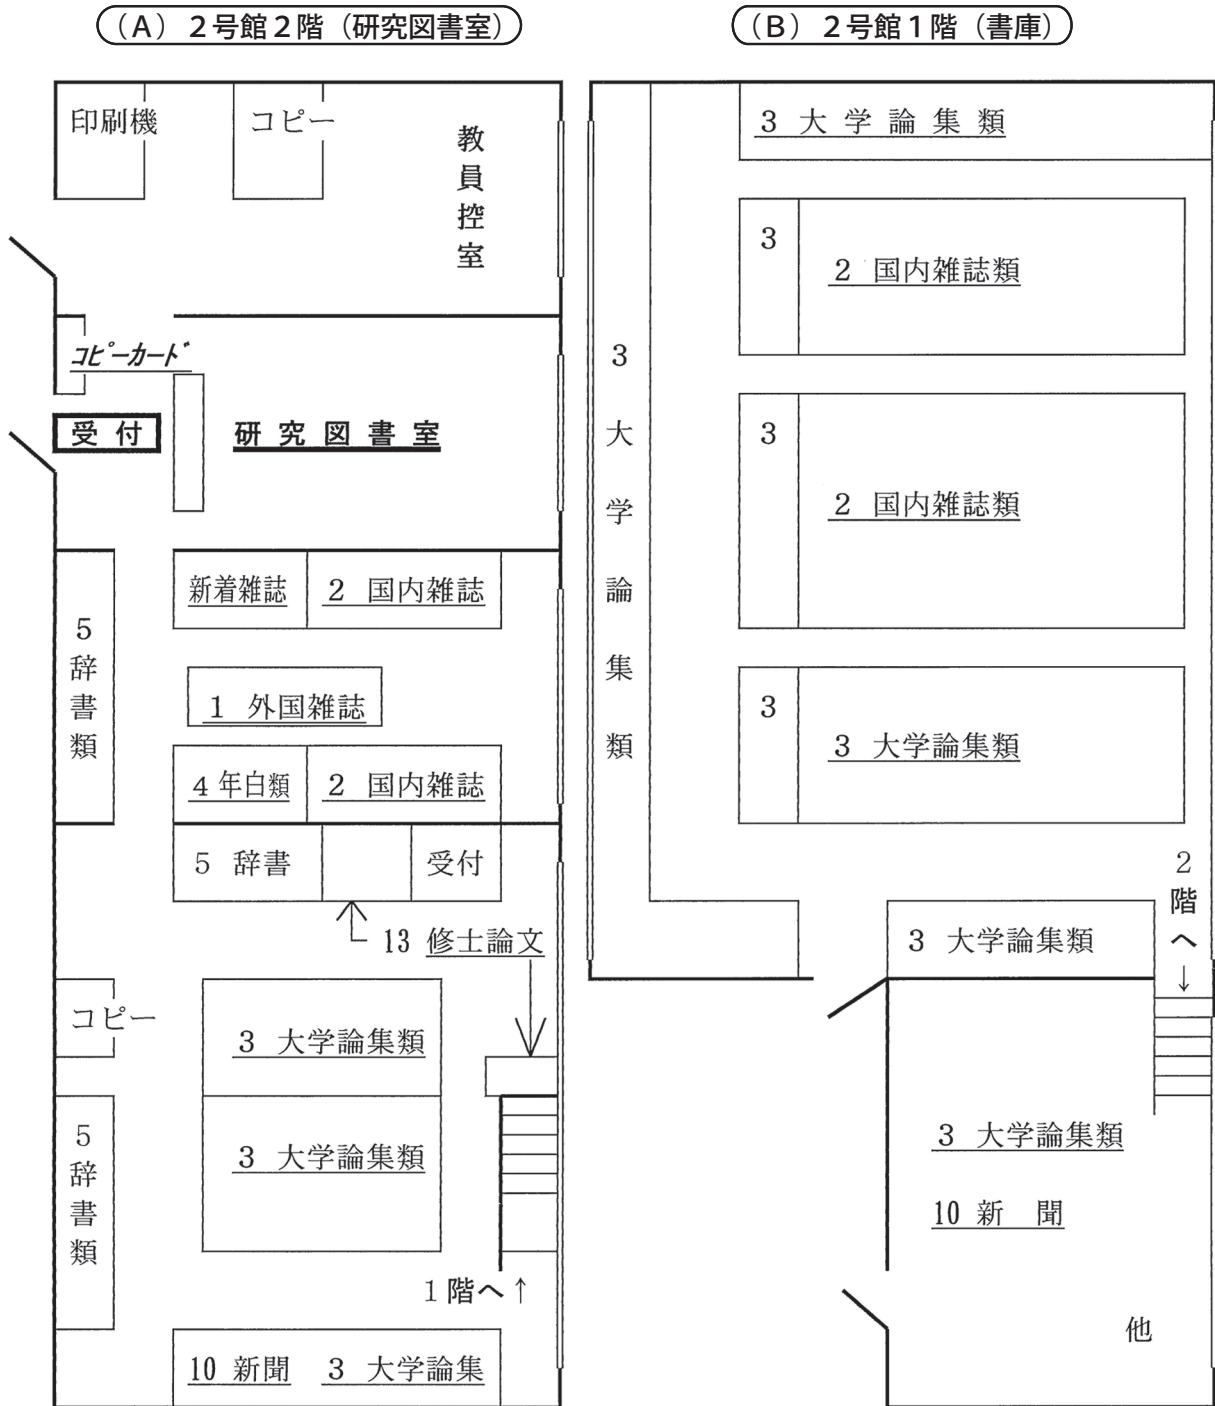 （A）２号館２階（研究図書室）
印刷機
コピー
教員控室
コピーカード
受付
研究図書室
5 辞書類
新着雑誌
2 国内雑誌
1 外国雑誌
4 年白類
2 国内雑誌
5 辞書
受付
13 修士論文
コピー
3 大学論集類
3 大学論集類
5 辞書類
1階へ↑
10 新聞
3 大学論集
（B）２号館１階（書庫）
3 大学論集類
3 大学論集類
3
2 国内雑誌類
3
2 国内雑誌類
3
3 大学論集類
2階へ↓
3 大学論集類
3 大学論集類
10 新聞
他